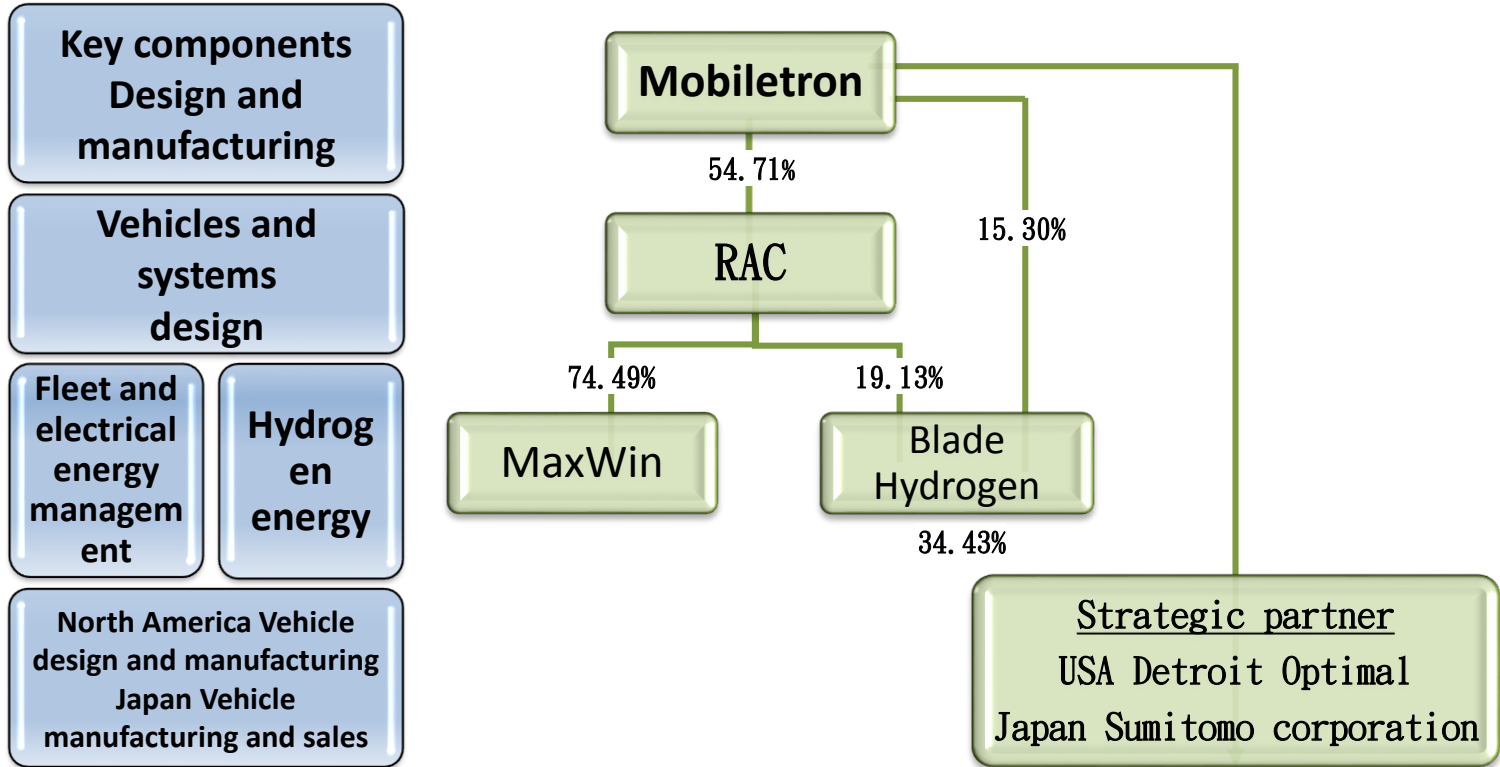 Key components
Design and
manufacturing
Vehicles and
systems
design
Fleet and
electrical
energy
managem
ent
Hydrog
en
energy
North America Vehicle
design and manufacturing
Japan Vehicle
manufacturing and sales
Mobiletron
54.71%
15.30%
RAC
74.49%
19.13%
MaxWin
Blade
Hydrogen
34.43%
Strategic partner
USA Detroit Optimal
Japan Sumitomo corporation